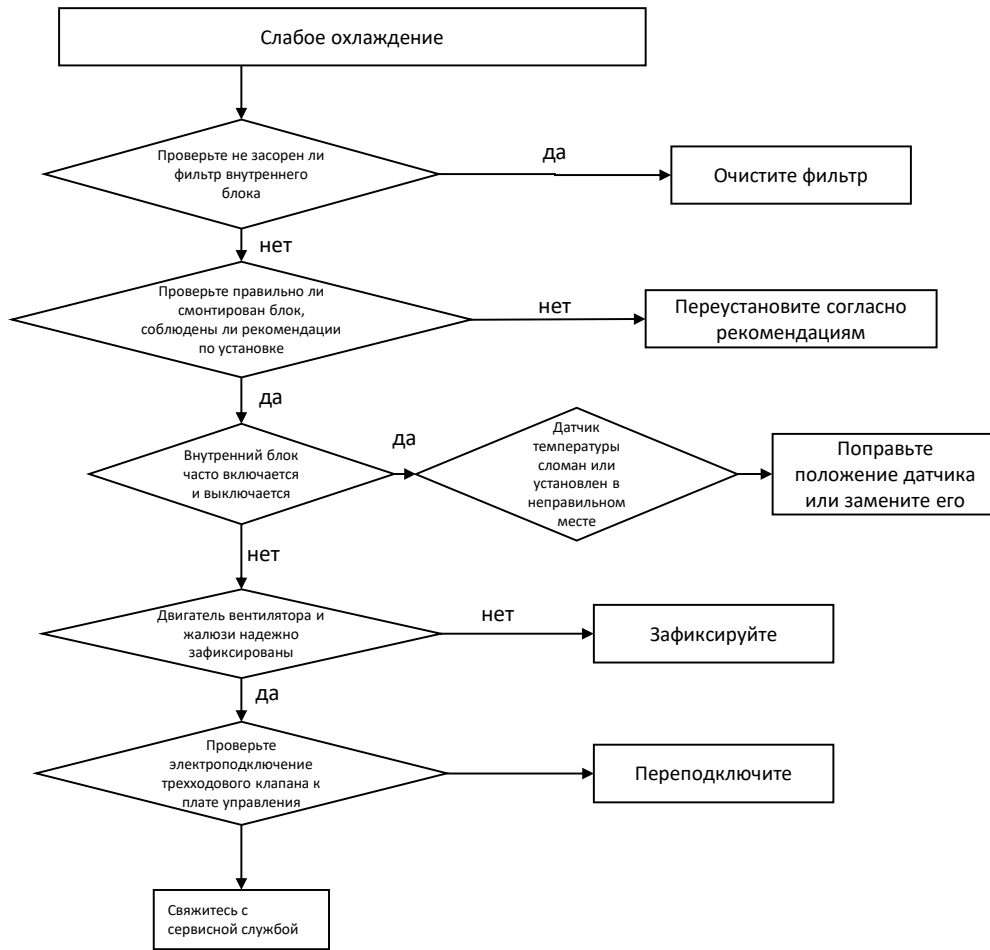 Слабое охлаждение
Проверьте не засорен ли
фильтр внутреннего
блока
да
Очистите фильтр
нет
Проверьте правильно ли
смонтирован блок,
соблюдены ли рекомендации
по установке
нет
Переустановите согласно
рекомендациям
да
Внутренний блок
часто включается
и выключается
да
Датчик
температуры
сломан или
установлен в
неправильном
месте
Поправьте
положение датчика
или замените его
нет
Двигатель вентилятора и
жалюзи надежно
зафиксированы
нет
Зафиксируйте
да
Проверьте
электроподключение
трехходового клапана к
плате управления
Переподключите
Свяжитесь с
сервисной службой